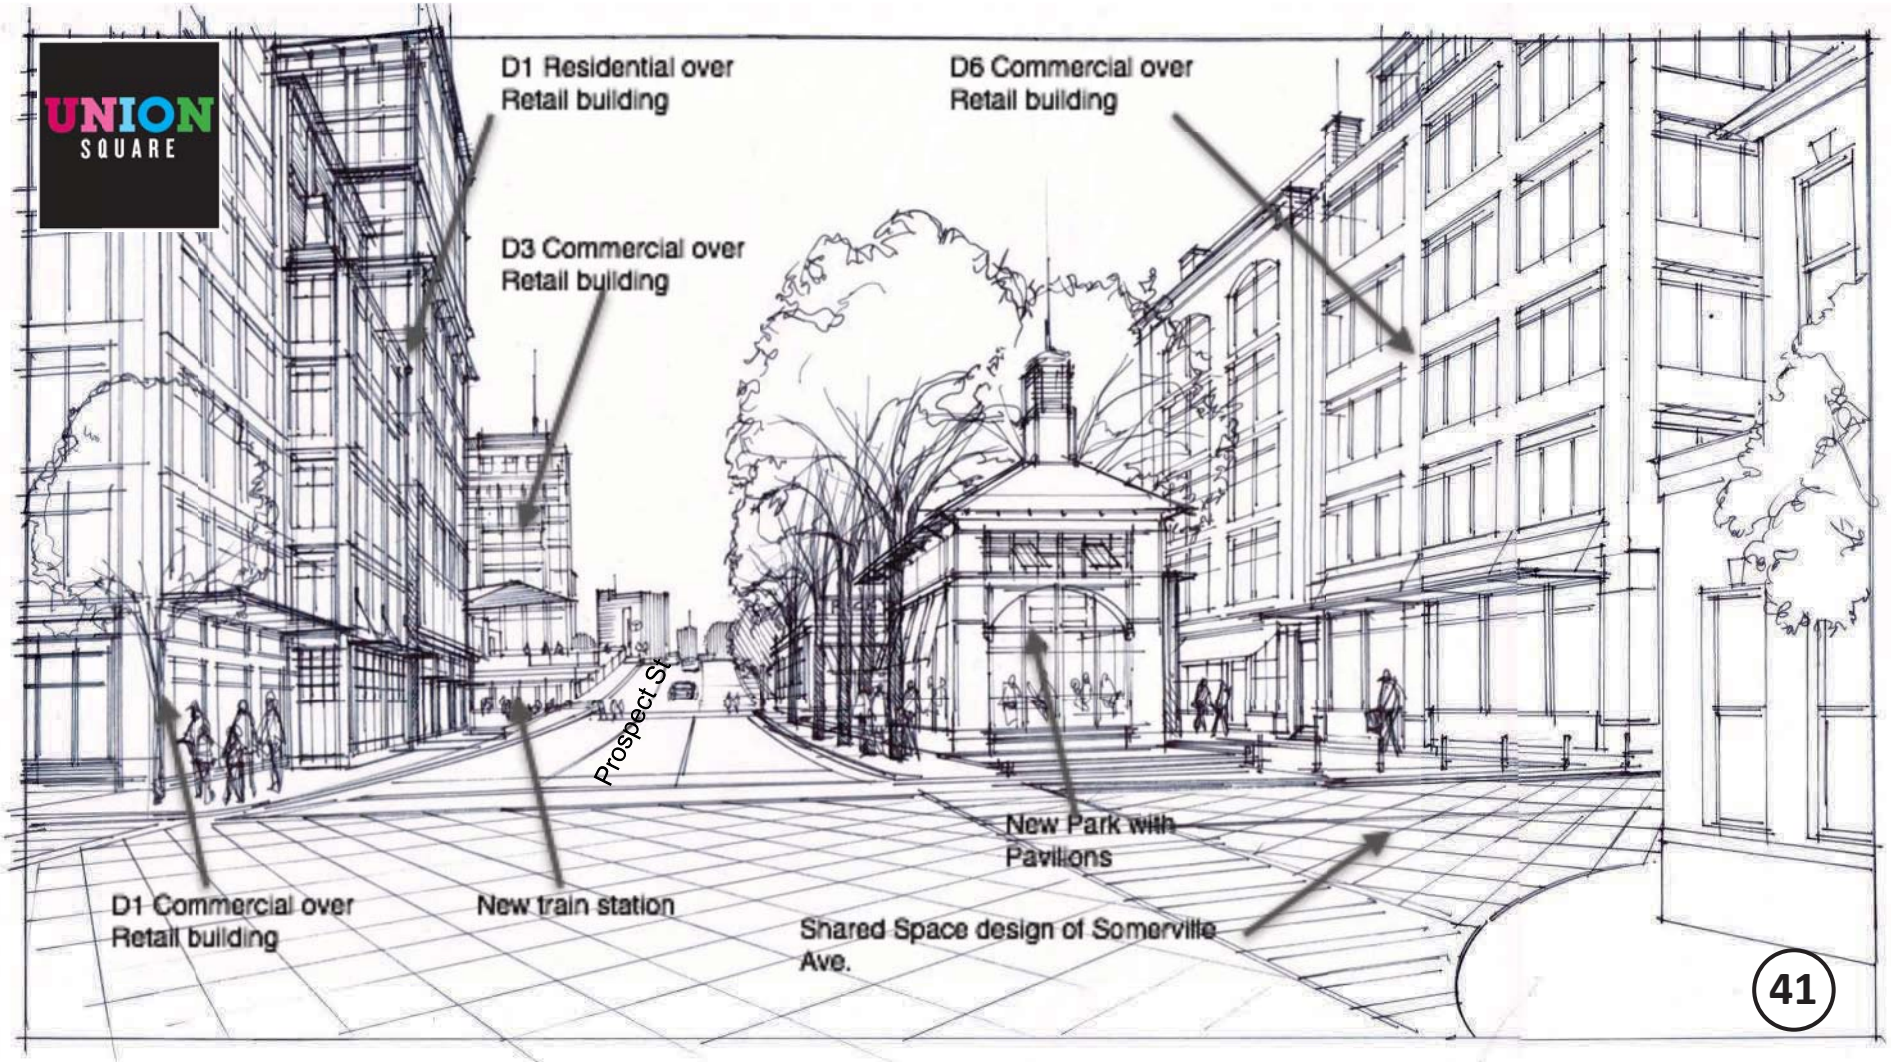 UNION
SQUARE
D1 Residential over
Retail building
D6 Commercial over
Retail building
D3 Commercial over
Retail building
Prospect St
New Park with
Pavilions
D1 Commercial over
Retail building
New train station
Shared Space design of Somerville
Ave.
41